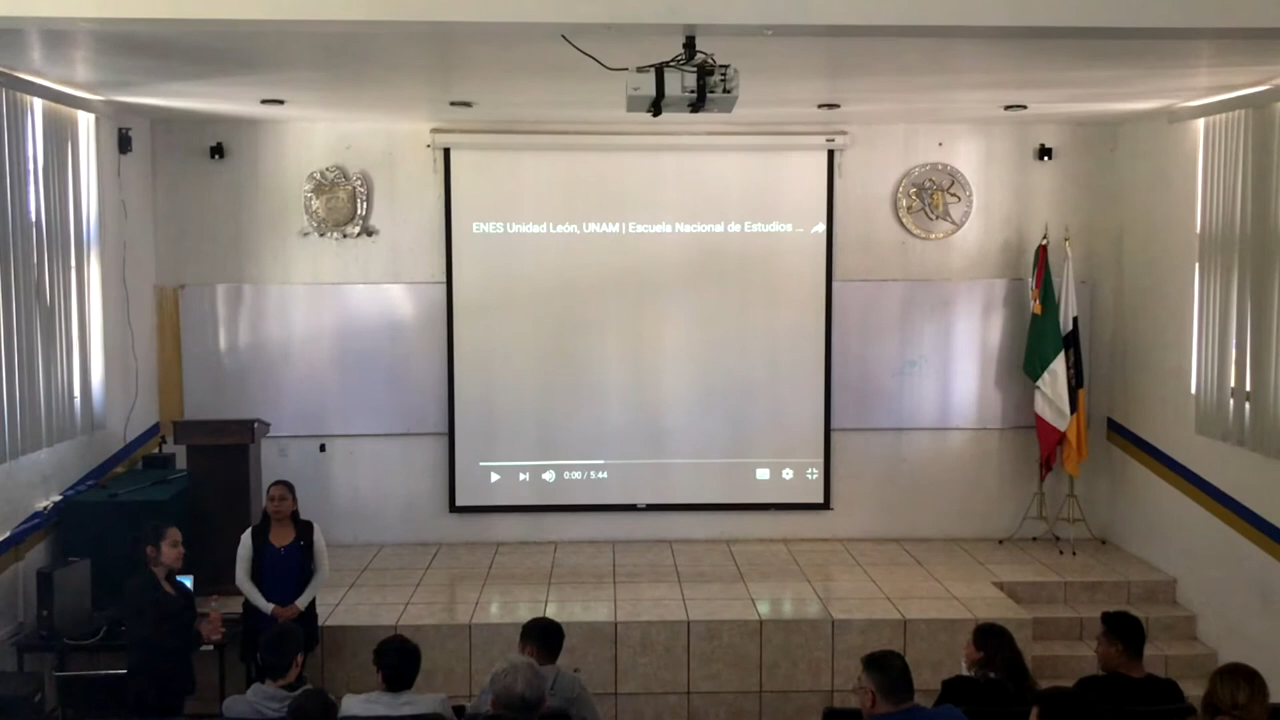 ENES Unidad León, UNAM | Escuela Nacional de Estudios ...
0:00 / 5:44